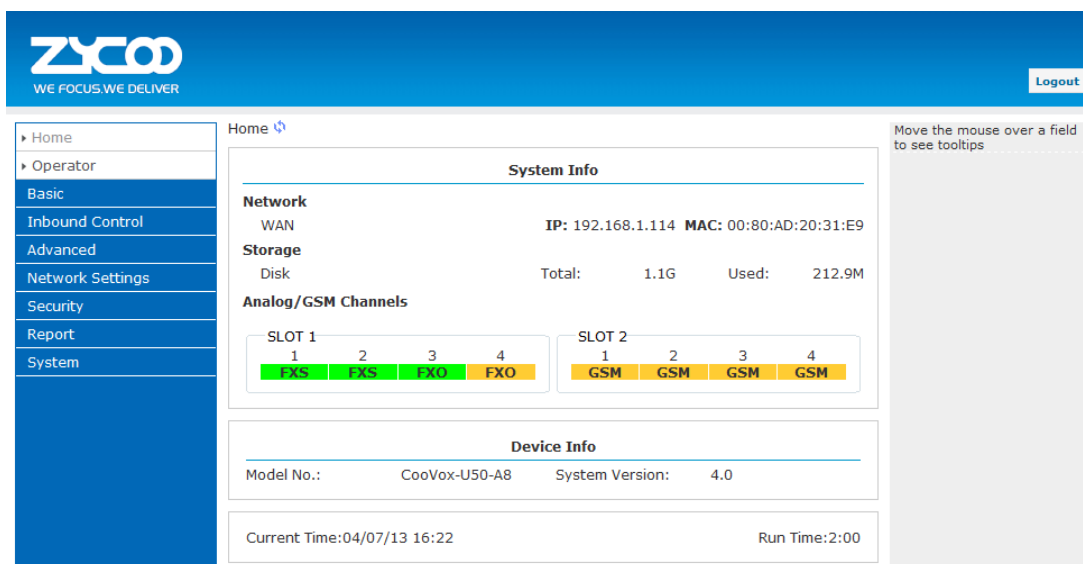 ZYCOO
WE FOCUS.WE DELIVER
Logout
Home
Operator
Basic
Inbound Control
Advanced
Network Settings
Security
Report
System
Home
System Info
Network
WAN IP: 192.168.1.114 MAC: 00:80:AD:20:31:E9
Storage
Disk Total: 1.1G Used: 212.9M
Analog/GSM Channels
SLOT 1
1 2 3 4
FXS FXS FXO FXO
SLOT 2
1 2 3 4
GSM GSM GSM GSM
Device Info
Model No.: CooVox-U50-A8 System Version: 4.0
Current Time:04/07/13 16:22 Run Time:2:00
Move the mouse over a field
to see tooltips